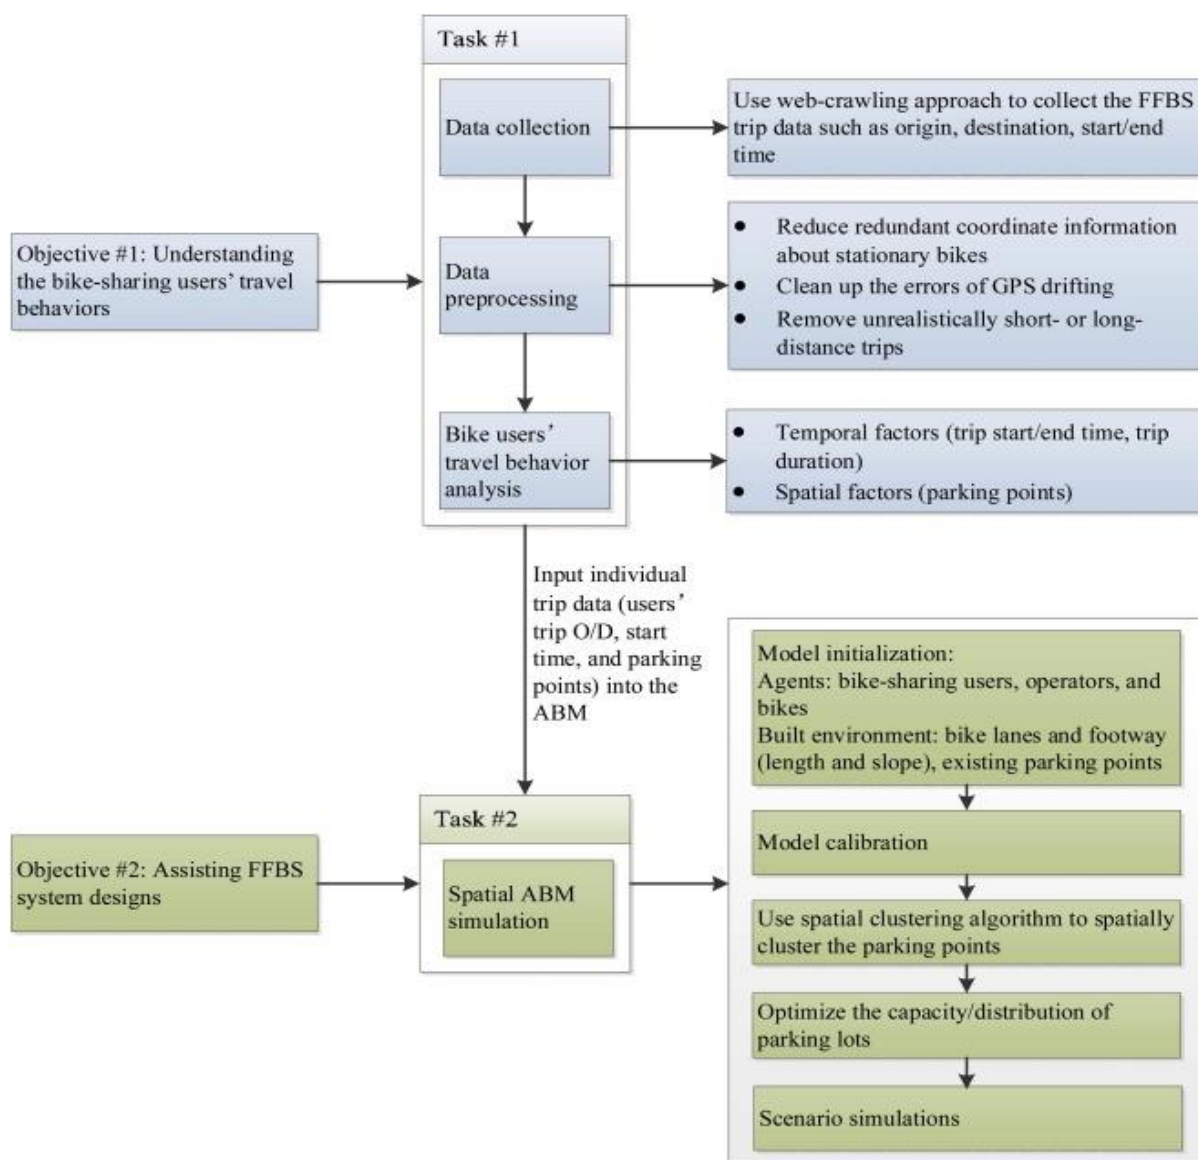 Task #1
Data collection
Use web-crawling approach to collect the FFBS
trip data such as origin, destination, start/end
time
Objective #1: Understanding
the bike-sharing users’ travel
behaviors
Data
preprocessing
● Reduce redundant coordinate information
about stationary bikes
● Clean up the errors of GPS drifting
● Remove unrealistically short- or long-
distance trips
Bike users’
travel behavior
analysis
● Temporal factors (trip start/end time, trip
duration)
● Spatial factors (parking points)
Input individual
trip data (users’
trip O/D, start
time, and parking
points) into the
ABM
Objective #2: Assisting FFBS
system designs
Task #2
Spatial ABM
simulation
Model initialization:
Agents: bike-sharing users, operators, and
bikes
Built environment: bike lanes and footway
(length and slope), existing parking points
Model calibration
Use spatial clustering algorithm to spatially
cluster the parking points
Optimize the capacity/distribution of
parking lots
Scenario simulations